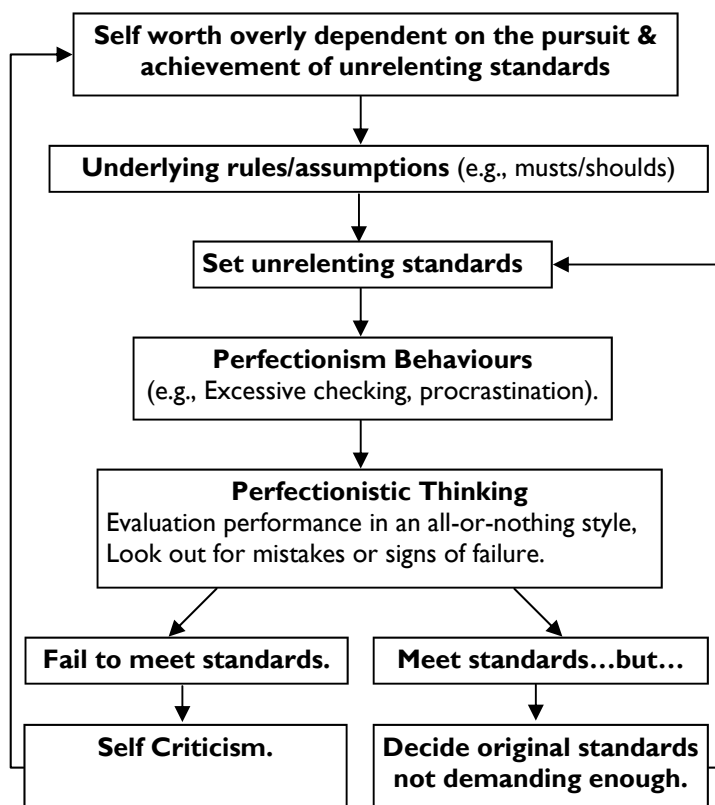 Self worth overly dependent on the pursuit &
achievement of unrelenting standards
Underlying rules/assumptions (e.g., musts/shoulds)
Set unrelenting standards
Perfectionism Behaviours
(e.g., Excessive checking, procrastination).
Perfectionistic Thinking
Evaluation performance in an all-or-nothing style,
Look out for mistakes or signs of failure.
Fail to meet standards.
Meet standards...but...
Self Criticism.
Decide original standards
not demanding enough.